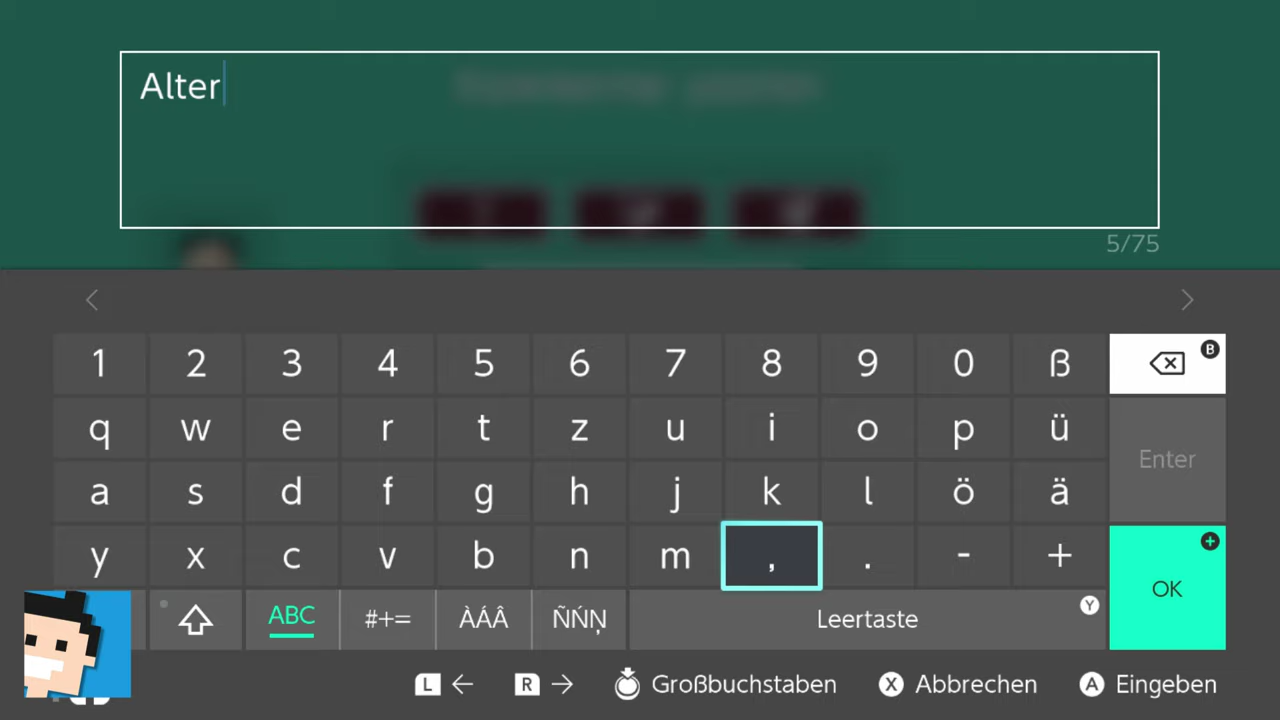 Alter
5/75
1 2 3 4 5 6 7 8 9 0 ß B
q w e r t z u i o p ü
Enter
a s d f g h j k l ö ä
y x c v b n m , . - +
OK
ABC #+= ÀÁÂ ÑŃŅ Leertaste Y
L ← R → Großbuchstaben X Abbrechen A Eingeben